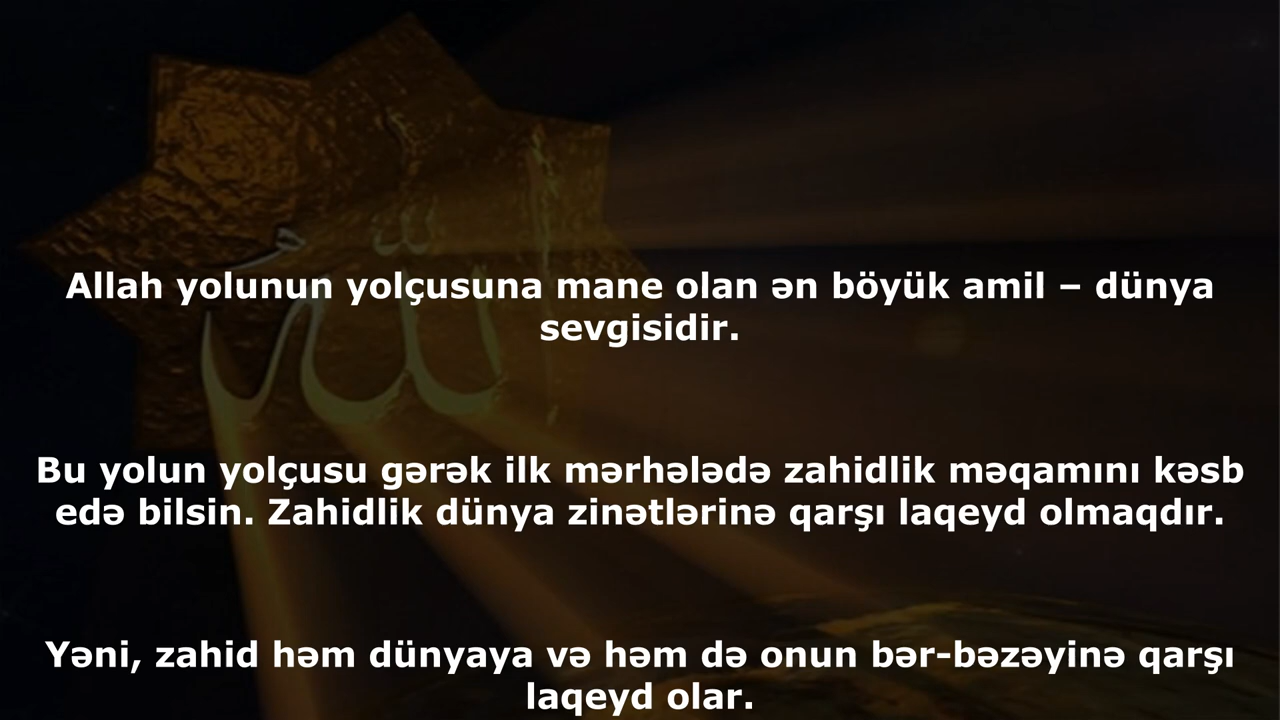 الله
Allah yolunun yolçusuna mane olan ən böyük amil – dünya
sevgisidir.
Bu yolun yolçusu gərək ilk mərhələdə zahidlik məqamını kəsb
edə bilsin. Zahidlik dünya zinətlərinə qarşı laqeyd olmaqdır.
Yəni, zahid həm dünyaya və həm də onun bər-bəzəyinə qarşı
laqeyd olar.